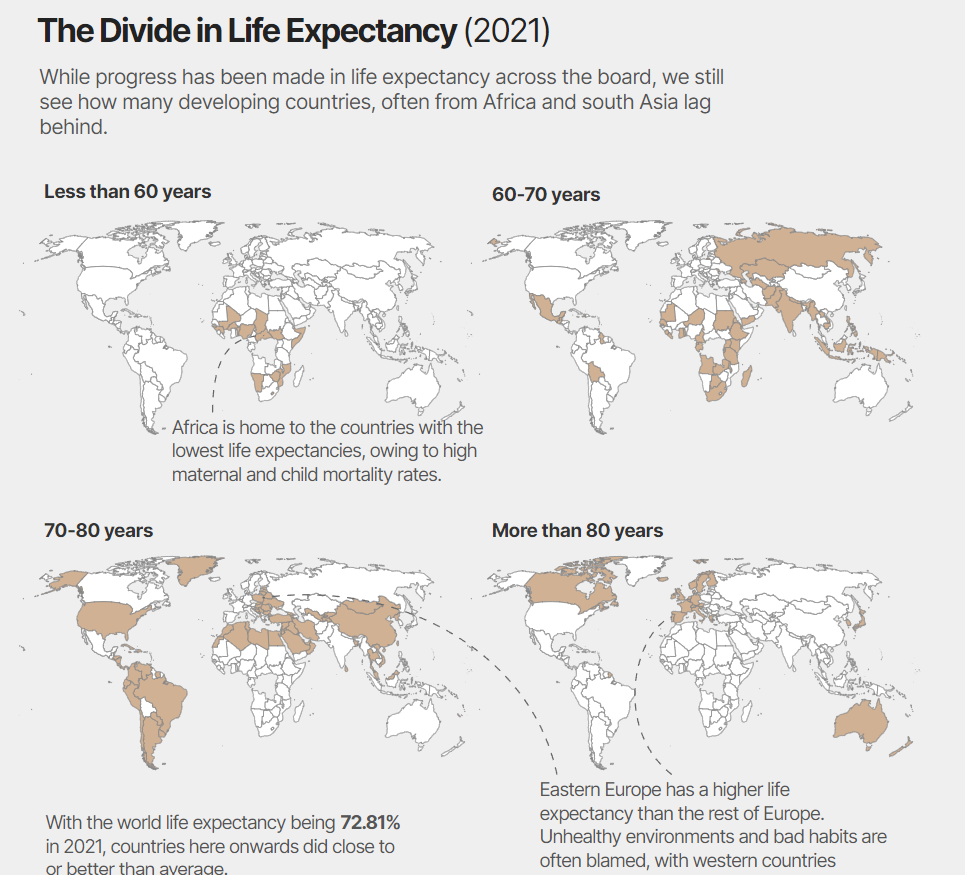 The Divide in Life Expectancy (2021)
While progress has been made in life expectancy across the board, we still
see how many developing countries, often from Africa and south Asia lag
behind.
Less than 60 years
60-70 years
Africa is home to the countries with the
lowest life expectancies, owing to high
maternal and child mortality rates.
70-80 years
More than 80 years
With the world life expectancy being 72.81%
in 2021, countries here onwards did close to
or better than average.
Eastern Europe has a higher life
expectancy than the rest of Europe.
Unhealthy environments and bad habits are
often blamed, with western countries